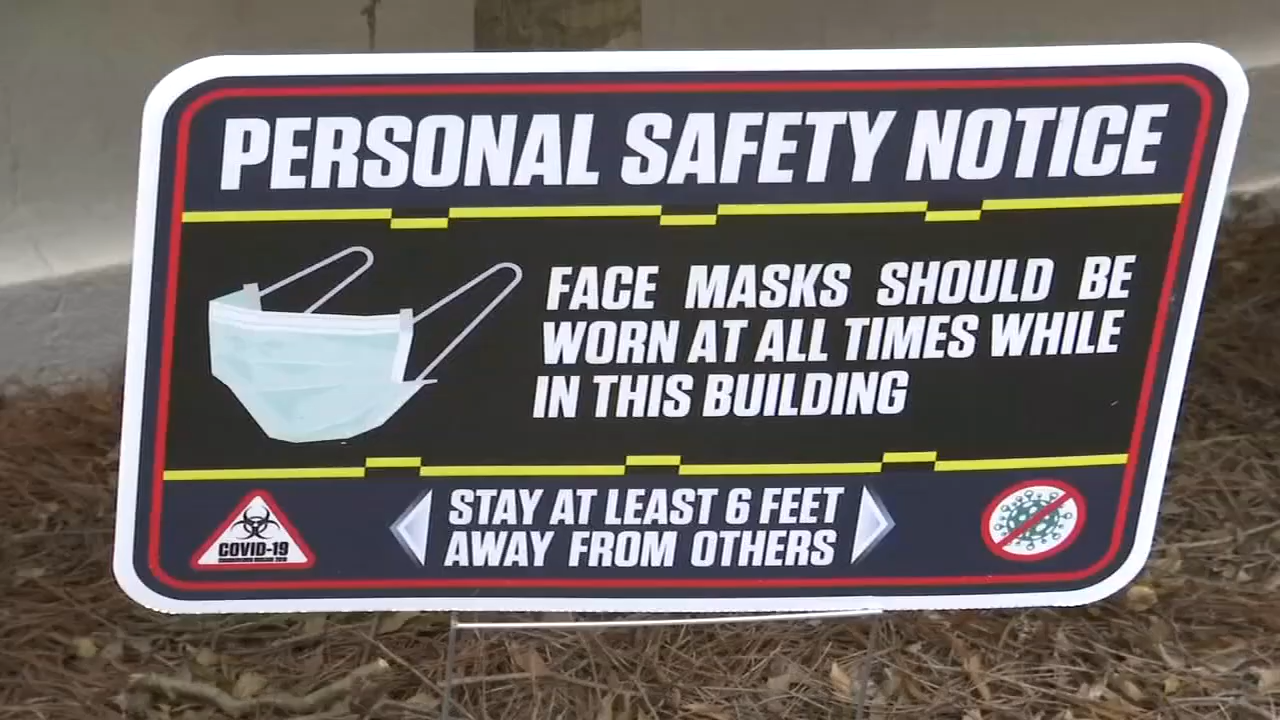 PERSONAL SAFETY NOTICE
FACE MASKS SHOULD BE
WORN AT ALL TIMES WHILE
IN THIS BUILDING
STAY AT LEAST 6 FEET
AWAY FROM OTHERS
COVID-19